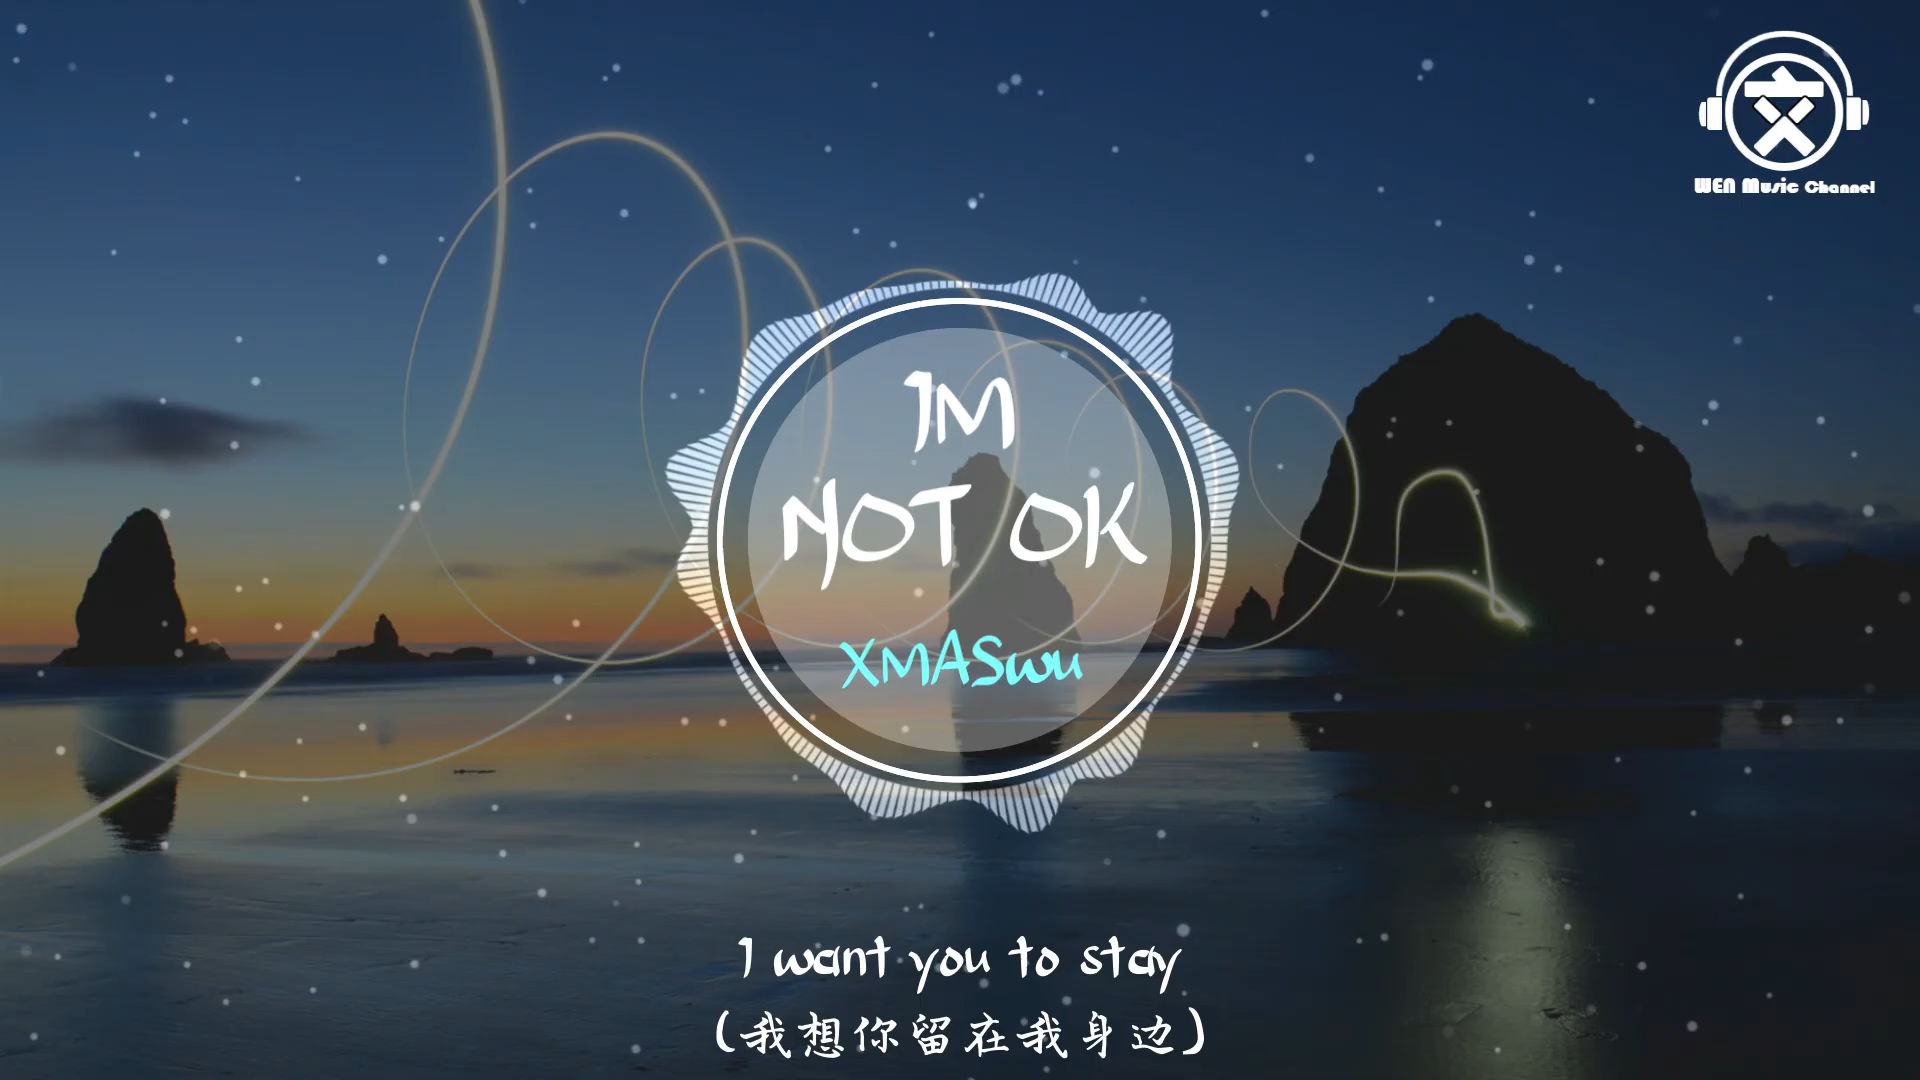 文
WEN Music Channel
IM
NOT OK
XMASwu
I want you to stay
(我想你留在我身边)